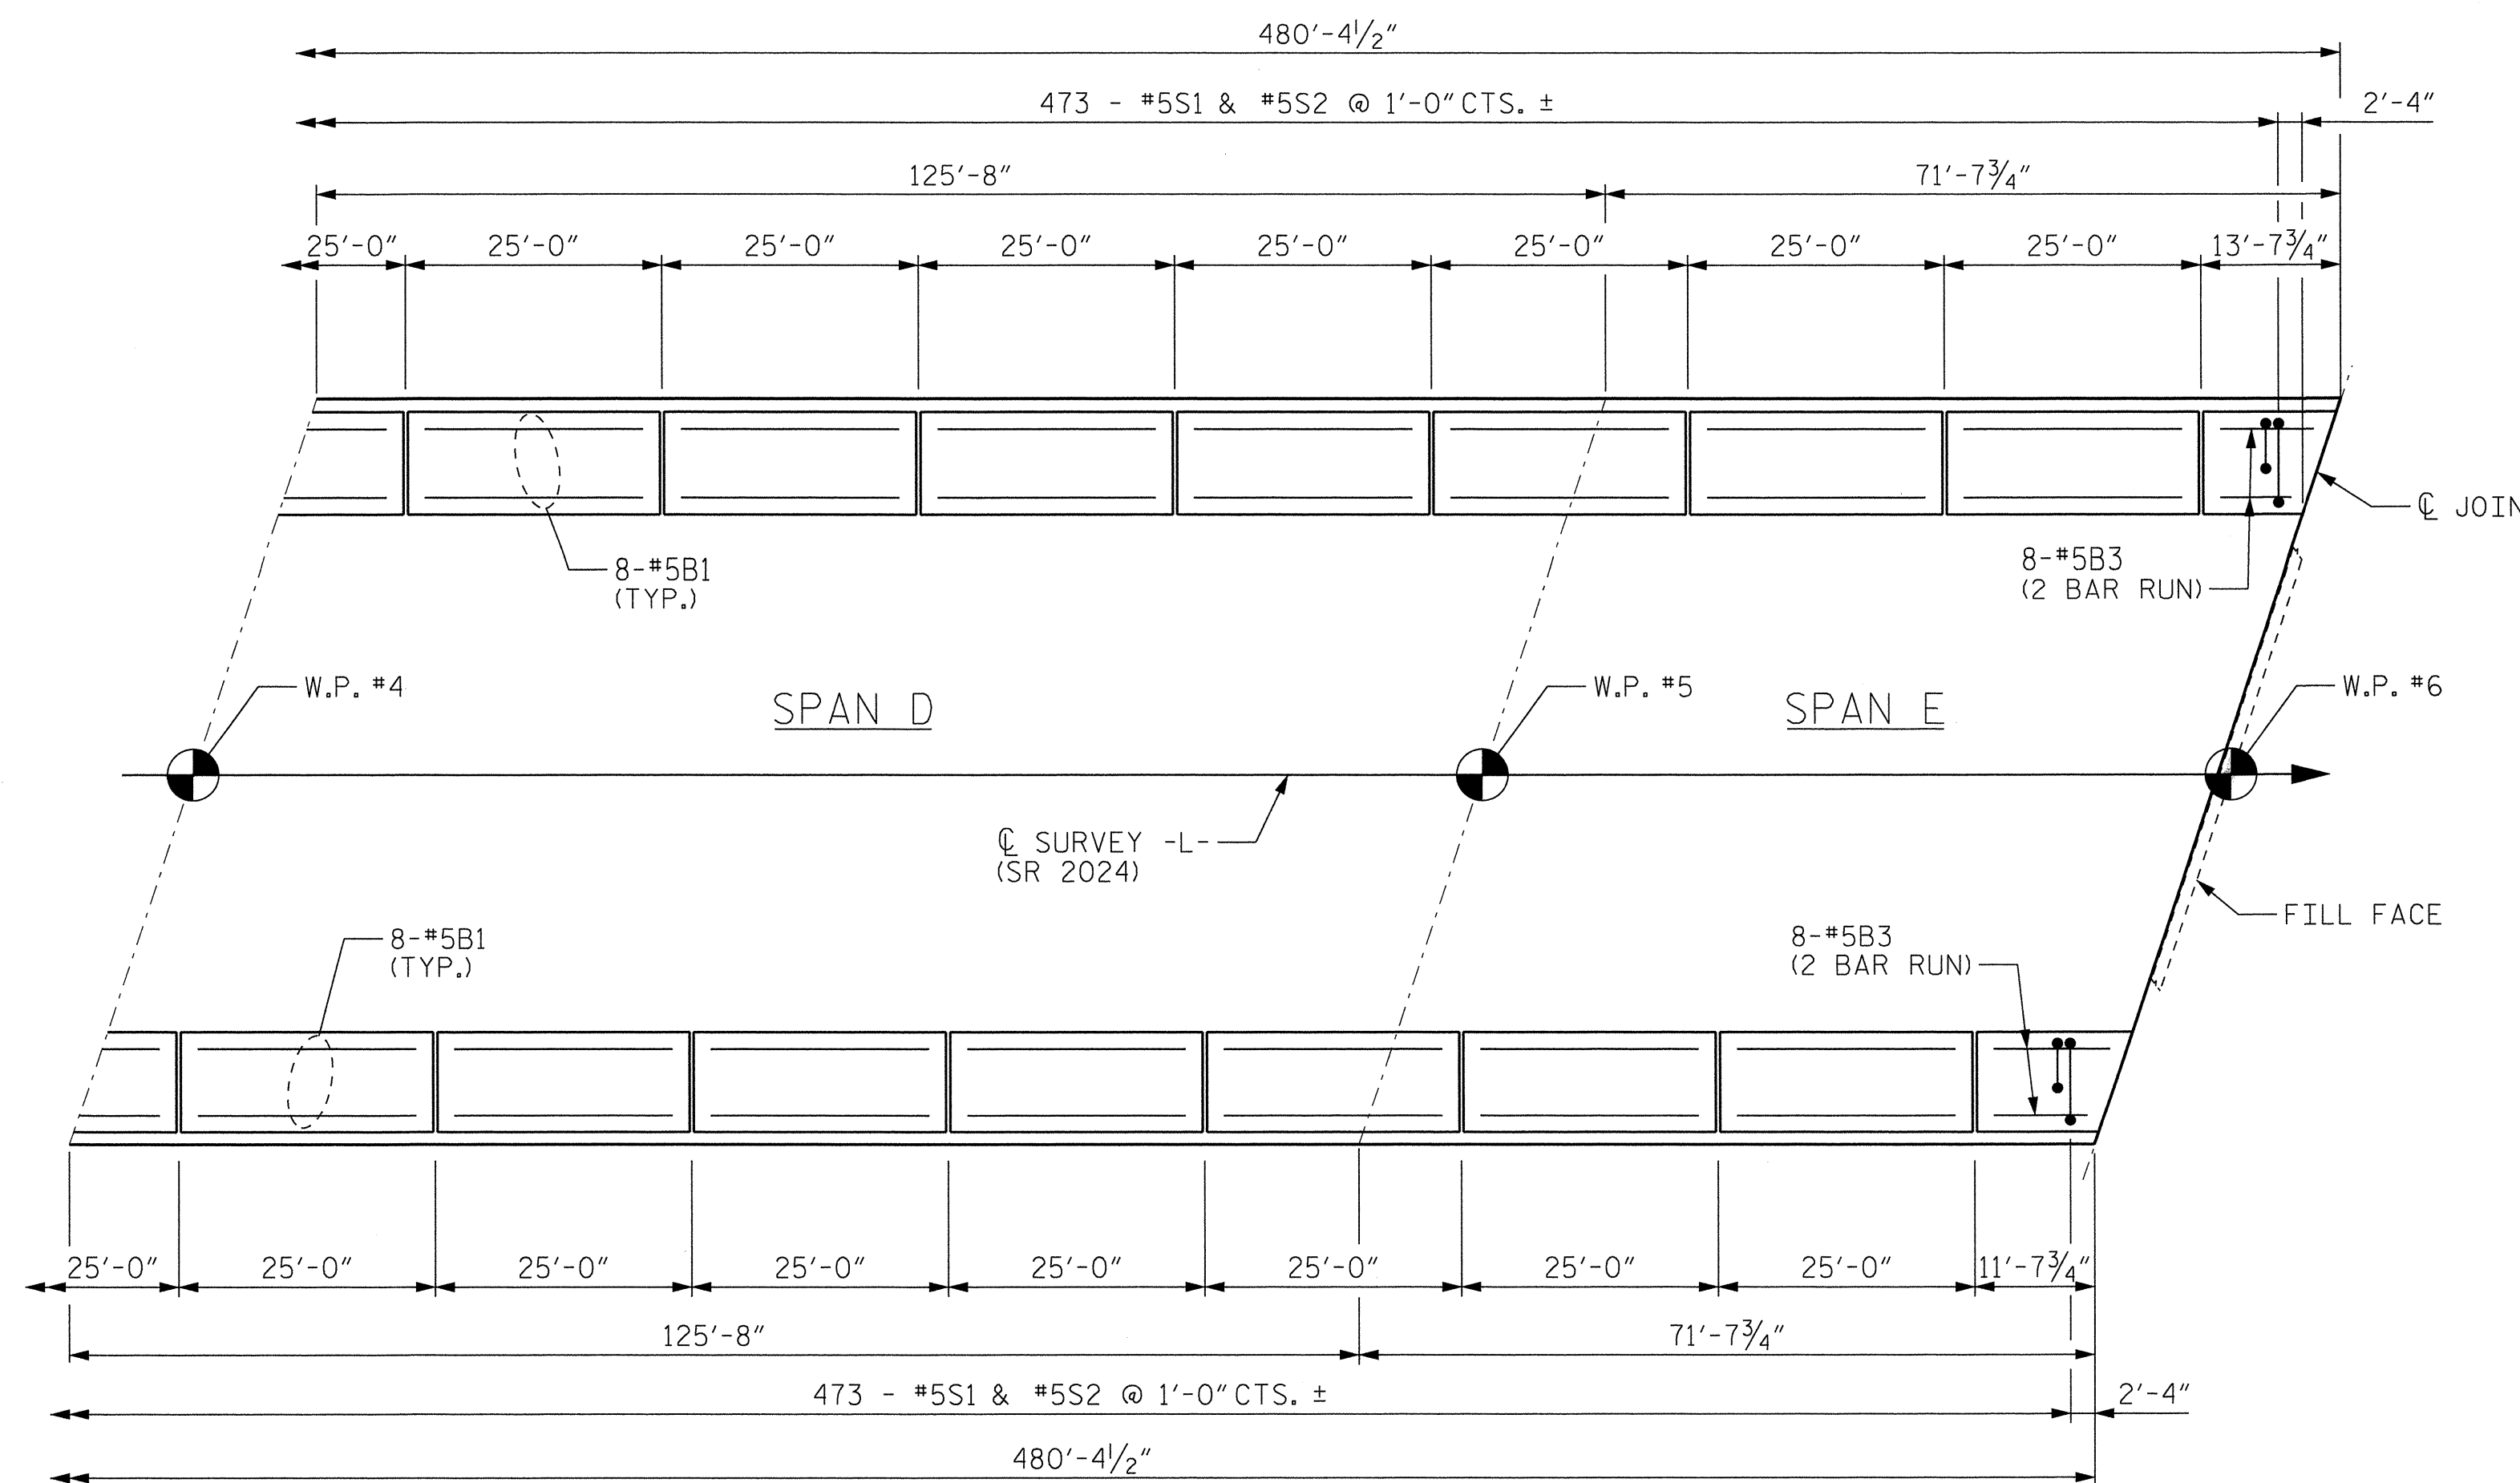 480'-4½"
473 - #5S1 & #5S2 @ 1'-0" CTS. ±
2'-4"
125'-8"
71'-7¾"
25'-0" 25'-0" 25'-0" 25'-0" 25'-0" 25'-0" 25'-0" 25'-0" 13'-7¾"
℄ JOIN
8-#5B1
(TYP.)
8-#5B3
(2 BAR RUN)
W.P. #4
SPAN D
W.P. #5
SPAN E
W.P. #6
℄ SURVEY -L-
(SR 2024)
FILL FACE
8-#5B1
(TYP.)
8-#5B3
(2 BAR RUN)
25'-0" 25'-0" 25'-0" 25'-0" 25'-0" 25'-0" 25'-0" 25'-0" 11'-7¾"
125'-8"
71'-7¾"
473 - #5S1 & #5S2 @ 1'-0" CTS. ±
2'-4"
480'-4½"